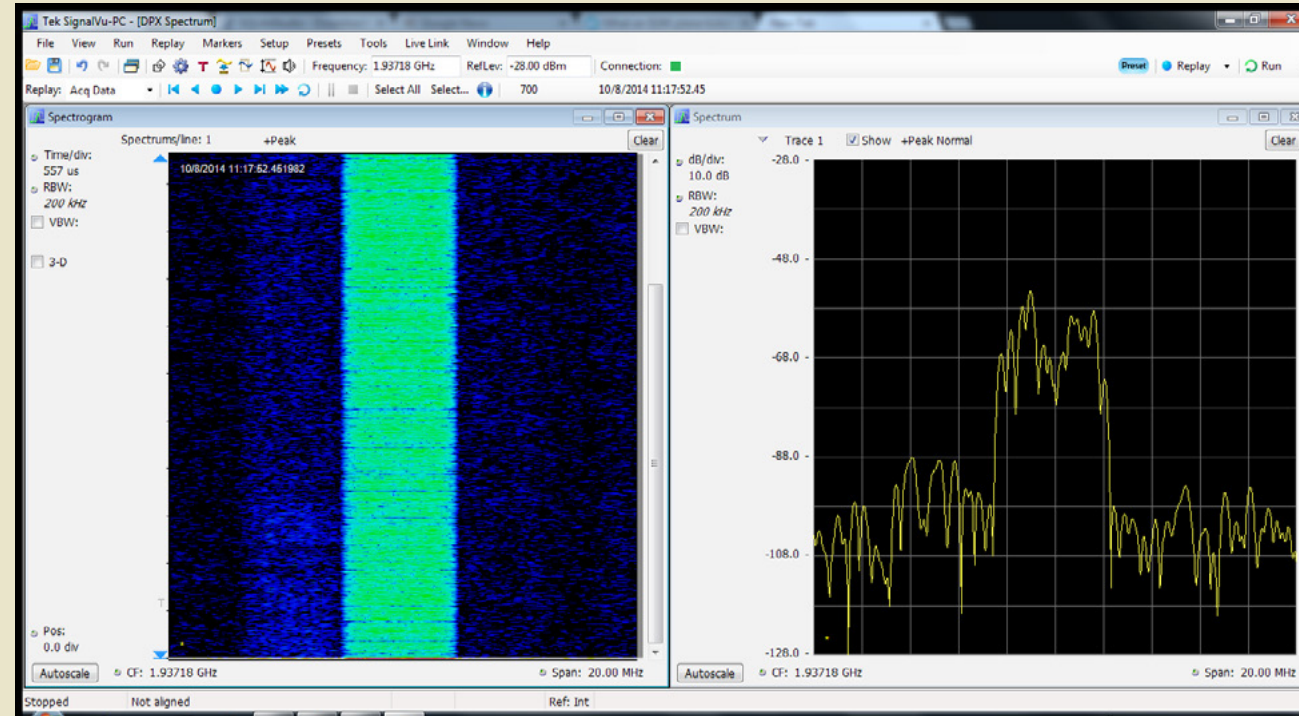 Tek SignalVu-PC - [DPX Spectrum]
File View Run Replay Markers Setup Presets Tools Live Link Window Help
T Frequency: 1.93718 GHz RefLev: -28.00 dBm Connection: Preset Replay Run
Replay: Acq Data Select All Select... 700 10/8/2014 11:17:52.45
Spectrogram
Spectrums/line: 1 +Peak Clear
Time/div:
557 us
RBW:
200 kHz
VBW:
3-D
10/8/2014 11:17:52.451982
T
Pos:
0.0 div
Autoscale CF: 1.93718 GHz Span: 20.00 MHz
Spectrum
Trace 1 Show +Peak Normal Clear
dB/div:
10.0 dB
RBW:
200 kHz
VBW:
-28.0
-48.0
-68.0
-88.0
-108.0
-128.0
Autoscale CF: 1.93718 GHz Span: 20.00 MHz
Stopped Not aligned Ref: Int